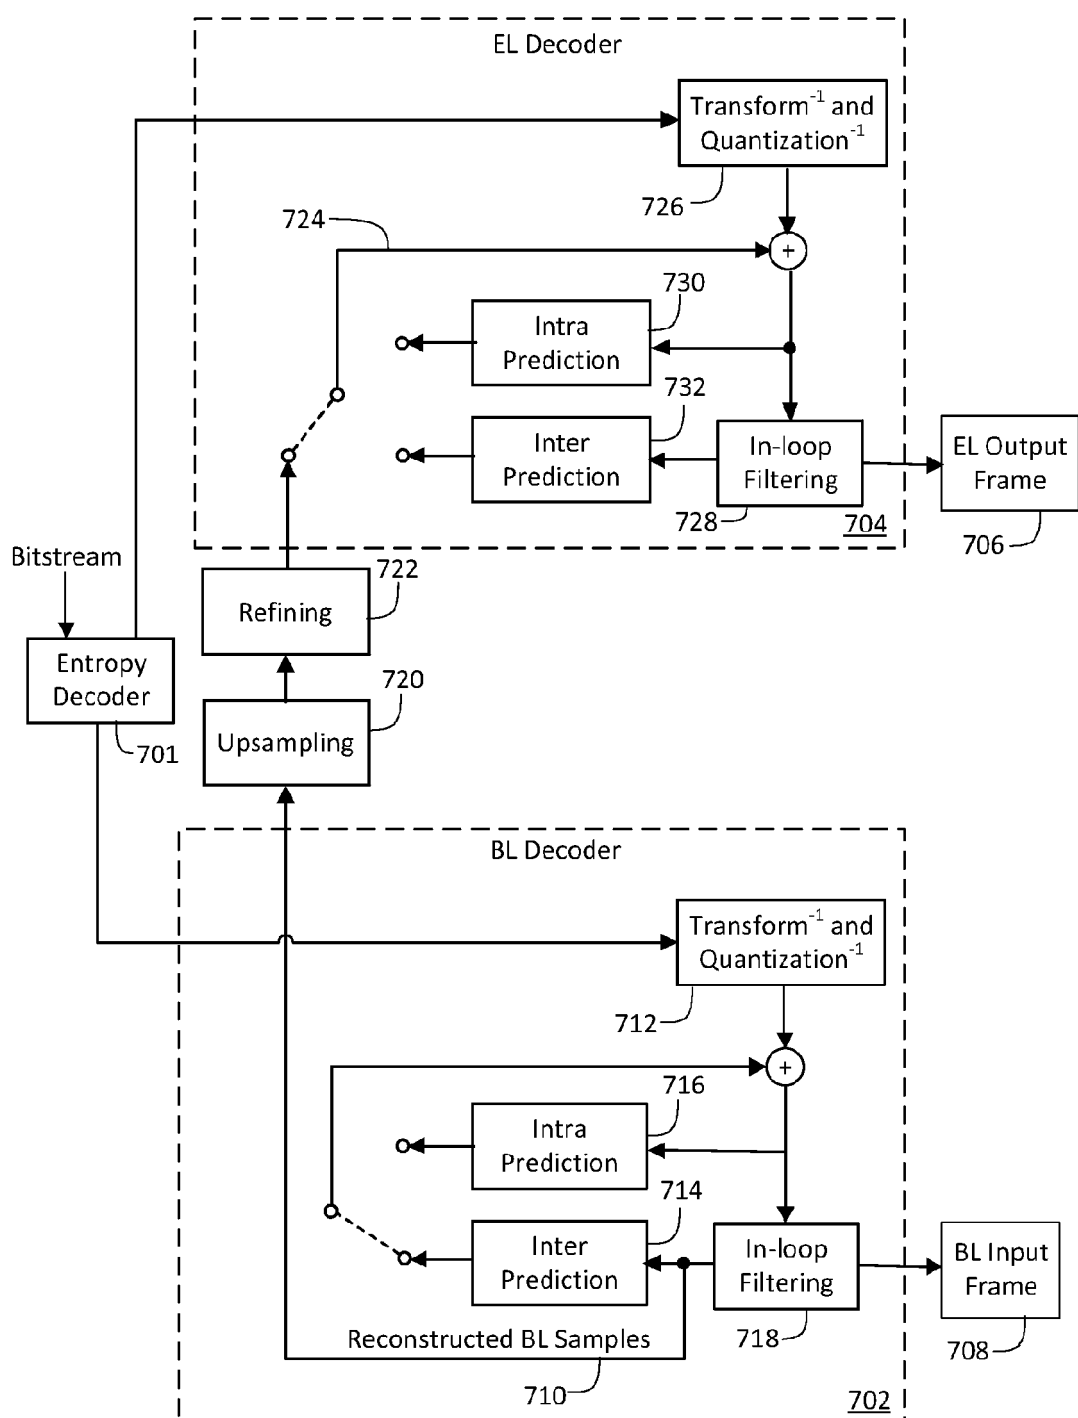 EL Decoder
Transform-1 and
Quantization-1
726
724
+
730
Intra
Prediction
732
Inter
Prediction
In-loop
Filtering
728
704
EL Output
Frame
706
Bitstream
722
Refining
Entropy
Decoder
701
720
Upsampling
BL Decoder
Transform-1 and
Quantization-1
712
+
716
Intra
Prediction
714
Inter
Prediction
In-loop
Filtering
718
BL Input
Frame
708
Reconstructed BL Samples
710
702